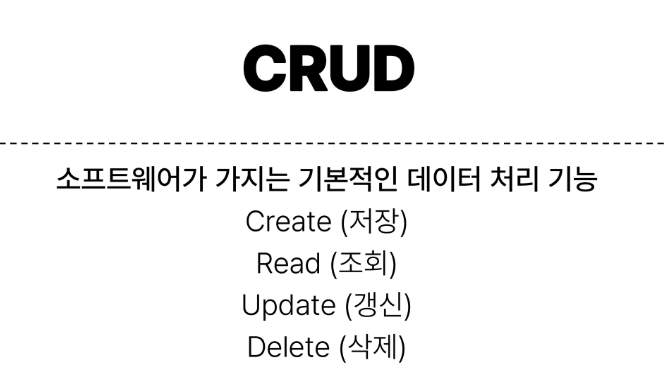 CRUD
소프트웨어가 가지는 기본적인 데이터 처리 기능
Create (저장)
Read (조회)
Update (갱신)
Delete (삭제)